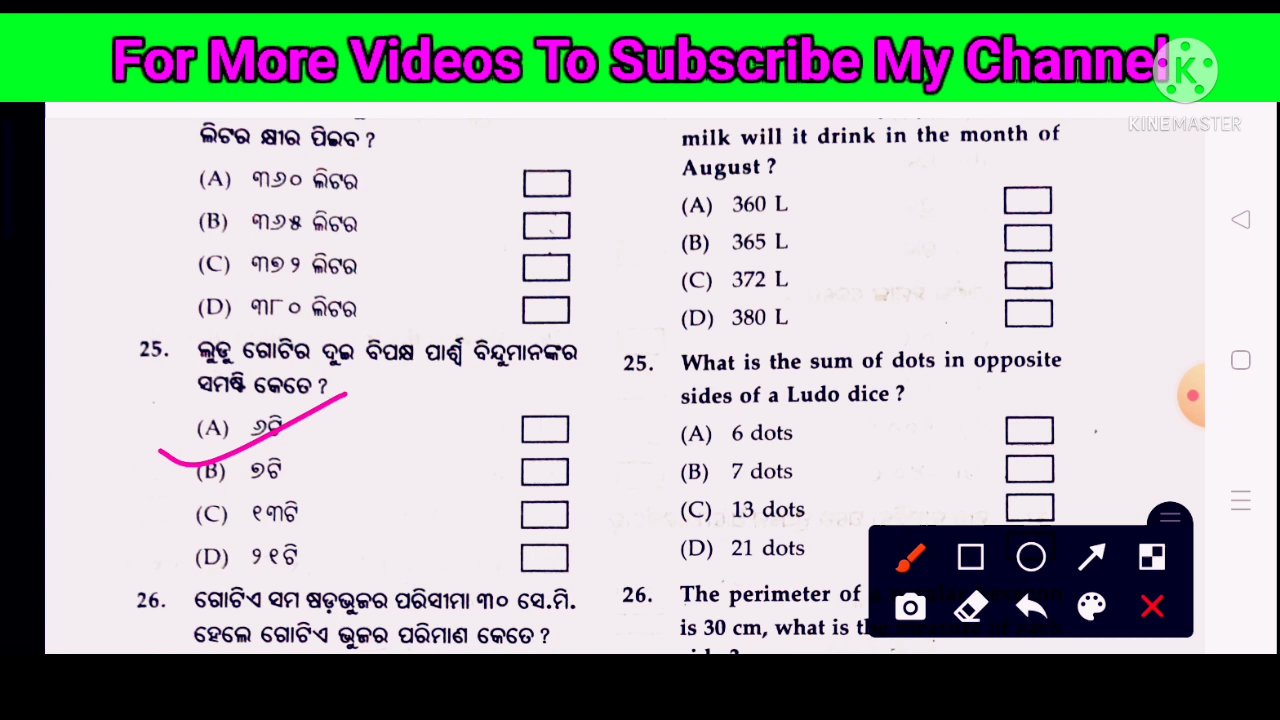 For More Videos To Subscribe My Channel
K
KINEMASTER
ଲିଟର କ୍ଷୀର ପିଇବ ?
(A) ୩୬୦ ଲିଟର
(B) ୩୬୫ ଲିଟର
(C) ୩୭୨ ଲିଟର
(D) ୩୮୦ ଲିଟର
25. ଲୁଡୁ ଗୋଟିର ଦୁଇ ବିପକ୍ଷ ପାର୍ଶ୍ୱ ବିନ୍ଦୁମାନଙ୍କର
ସମଷ୍ଟି କେତେ ?
(A) ୬ଟି
(B) ୭ଟି
(C) ୧୩ଟି
(D) ୨୧ଟି
26. ଗୋଟିଏ ସମ ଷଡ଼ଭୁଜର ପରିସୀମା ୩୦ ସେ.ମି.
ହେଲେ ଗୋଟିଏ ଭୁଜର ପରିମାଣ କେତେ ?
milk will it drink in the month of
August ?
(A) 360 L
(B) 365 L
(C) 372 L
(D) 380 L
25. What is the sum of dots in opposite
sides of a Ludo dice ?
(A) 6 dots
(B) 7 dots
(C) 13 dots
(D) 21 dots
26. The perimeter of a
is 30 cm, what is the